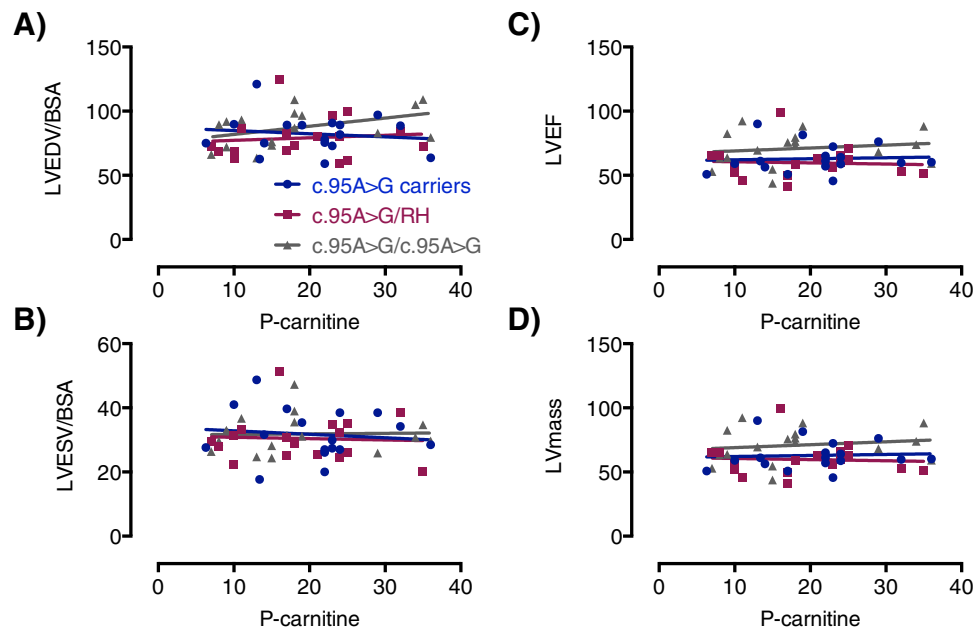 A)
LVEDV/BSA
150
100
50
0
c.95A>G carriers
c.95A>G/RH
c.95A>G/c.95A>G
0 10 20 30 40
P-carnitine
C)
LVEF
150
100
50
0
0 10 20 30 40
P-carnitine
B)
LVESV/BSA
60
40
20
0
0 10 20 30 40
P-carnitine
D)
LVmass
150
100
50
0
0 10 20 30 40
P-carnitine